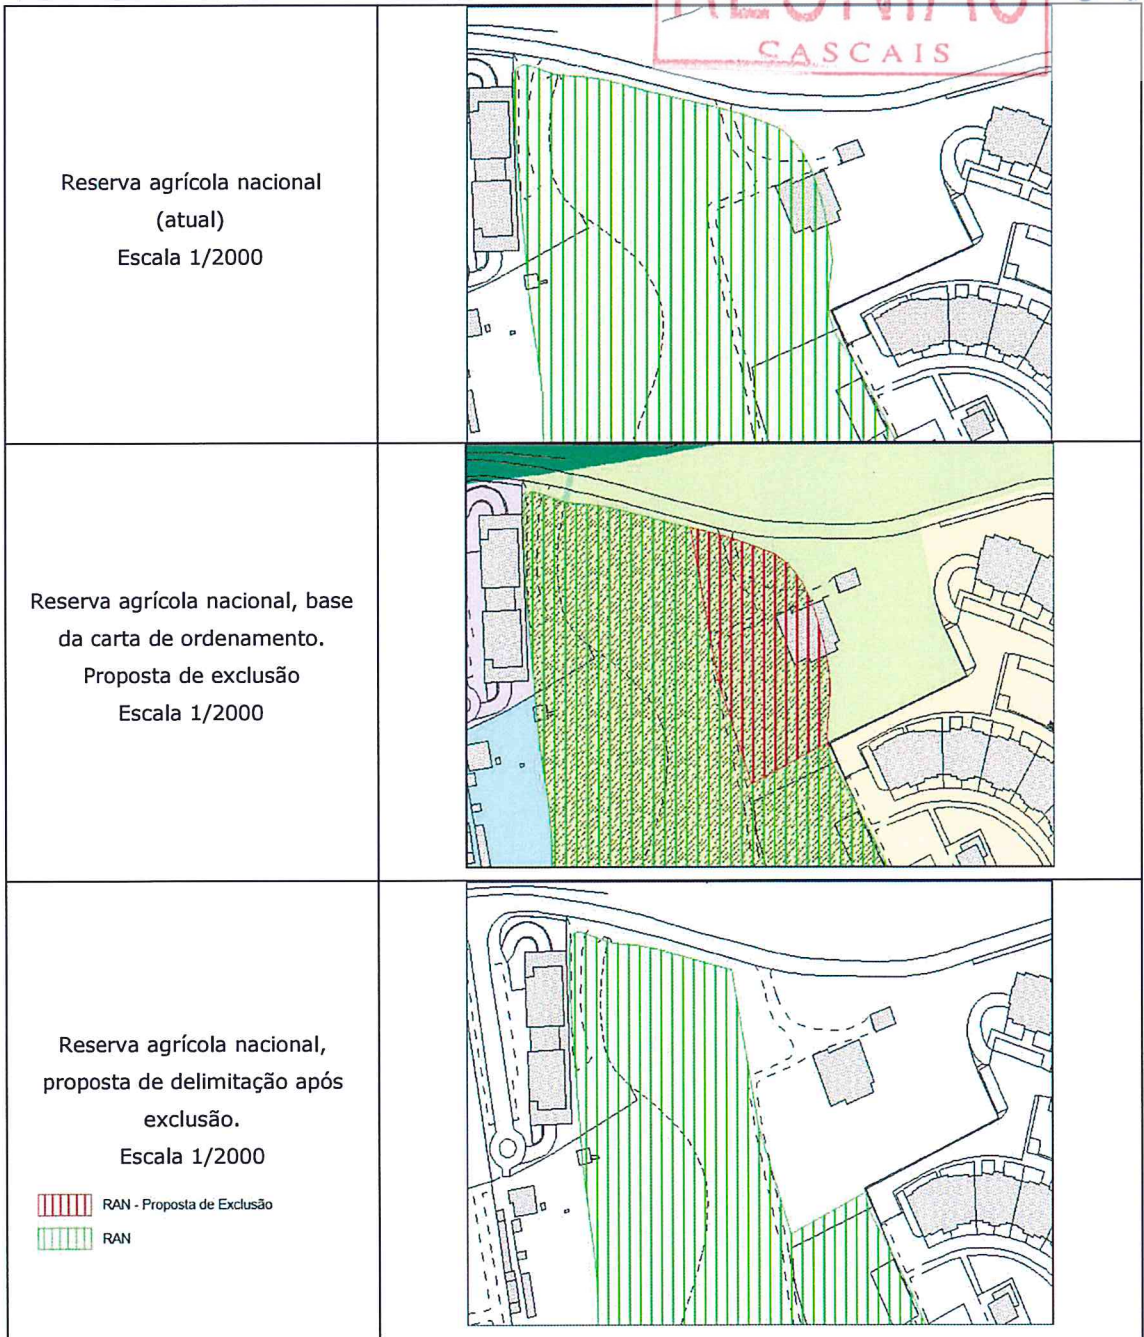 CASCAIS
Reserva agrícola nacional
(atual)
Escala 1/2000
Reserva agrícola nacional, base
da carta de ordenamento.
Proposta de exclusão
Escala 1/2000
Reserva agrícola nacional,
proposta de delimitação após
exclusão.
Escala 1/2000
RAN - Proposta de Exclusão
RAN